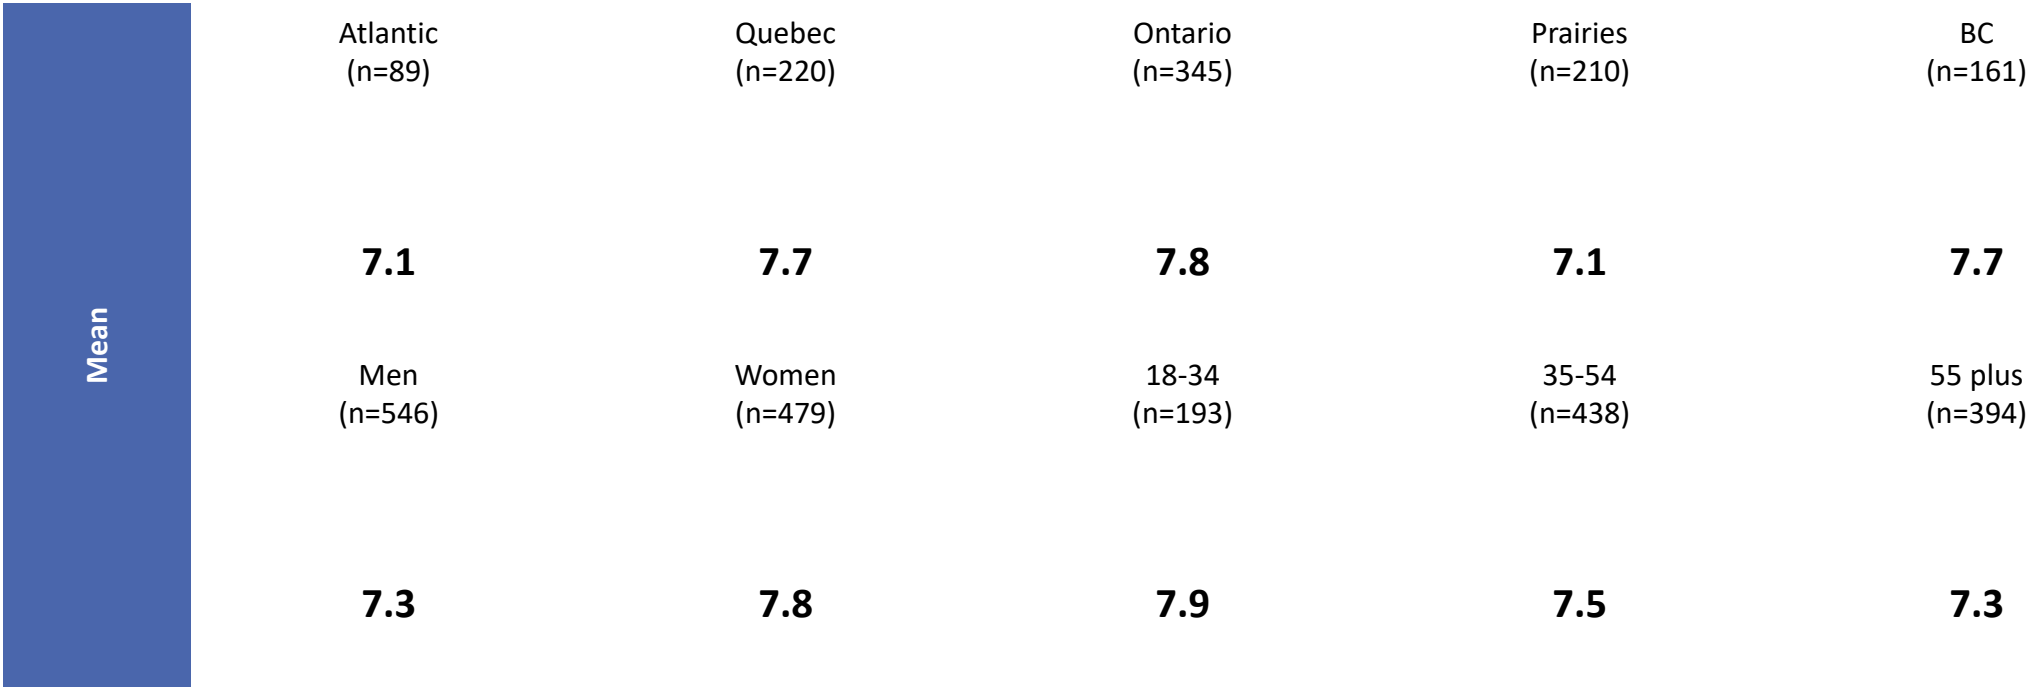 Mean
Atlantic Quebec Ontario Prairies BC
(n=89) (n=220) (n=345) (n=210) (n=161)
7.1 7.7 7.8 7.1 7.7
Men Women 18-34 35-54 55 plus
(n=546) (n=479) (n=193) (n=438) (n=394)
7.3 7.8 7.9 7.5 7.3